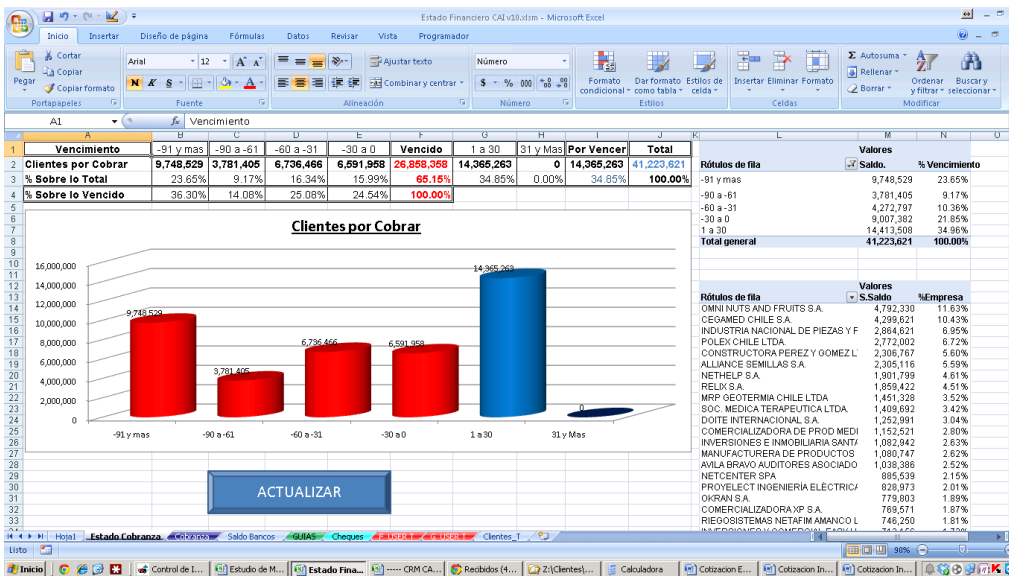 Estado Financiero CAI v10.xlsm - Microsoft Excel
Inicio Insertar Diseño de página Fórmulas Datos Revisar Vista Programador
Cortar
Copiar
Copiar formato
Pegar
Portapapeles
Arial 12
N K S
Fuente
Ajustar texto
Combinar y centrar
Alineación
Número
$ % 000
Número
Formato condicional
Dar formato como tabla
Estilos de celda
Estilos
Insertar Eliminar Formato
Celdas
Autosuma
Rellenar
Borrar
Ordenar y filtrar
Buscar y seleccionar
Modificar
A1 fx Vencimiento
A B C D E F G H I J K L M N O
1 Vencimiento -91 y mas -90 a -61 -60 a -31 -30 a 0 Vencido 1 a 30 31 y Mas Por Vencer Total
2 Clientes por Cobrar 9,748,529 3,781,405 6,736,466 6,591,958 26,858,358 14,365,263 0 14,365,263 41,223,621
3 % Sobre lo Total 23.65% 9.17% 16.34% 15.99% 65.15% 34.85% 0.00% 34.85% 100.00%
4 % Sobre lo Vencido 36.30% 14.08% 25.08% 24.54% 100.00%
Clientes por Cobrar
16,000,000
14,000,000
12,000,000
10,000,000
8,000,000
6,000,000
4,000,000
2,000,000
0
9,748,529
3,781,405
6,736,466
6,591,958
14,365,263
0
-91 y mas -90 a -61 -60 a -31 -30 a 0 1 a 30 31 y Mas
ACTUALIZAR
Valores
Rótulos de fila Saldo. % Vencimiento
-91 y mas 9,748,529 23.65%
-90 a -61 3,781,405 9.17%
-60 a -31 4,272,797 10.36%
-30 a 0 9,007,382 21.85%
1 a 30 14,413,508 34.96%
Total general 41,223,621 100.00%
Valores
Rótulos de fila S.Saldo %Empresa
OMNI NUTS AND FRUITS S.A. 4,792,330 11.63%
CEGAMED CHILE S.A. 4,299,621 10.43%
INDUSTRIA NACIONAL DE PIEZAS Y F 2,864,621 6.95%
POLEX CHILE LTDA. 2,772,002 6.72%
CONSTRUCTORA PEREZ Y GOMEZ L 2,306,767 5.60%
ALLIANCE SEMILLAS S.A. 2,305,116 5.59%
NETHELP S.A. 1,901,799 4.61%
RELIX S.A. 1,859,422 4.51%
MRP GEOTERMIA CHILE LTDA 1,451,328 3.52%
SOC. MEDICA TERAPEUTICA LTDA. 1,409,692 3.42%
DOITE INTERNACIONAL S.A. 1,252,991 3.04%
COMERCIALIZADORA DE PROD MEDI 1,152,521 2.80%
INVERSIONES E INMOBILIARIA SANTA 1,082,942 2.63%
MANUFACTURERA DE PRODUCTOS 1,080,747 2.62%
AVILA BRAVO AUDITORES ASOCIADO 1,038,386 2.52%
NETCENTER SPA 885,539 2.15%
PROYELECT INGENIERÍA ELÉCTRICA 828,973 2.01%
OKRAN S.A. 779,803 1.89%
COMERCIALIZADORA XP S.A. 769,571 1.87%
RIEGOSISTEMAS NETAFIM AMANCO L 746,250 1.81%
Hoja1 Estado Cobranza Cobranza Saldo Bancos GUIAS Cheques Clientes_T
Listo 90%
Inicio Control de I... Estudio de M... Estado Fina... ----- CRM CA... Recibidos (4... Z:\Clientes\... Calculadora Cotizacion E... Cotizacion In... Cotizacion In...